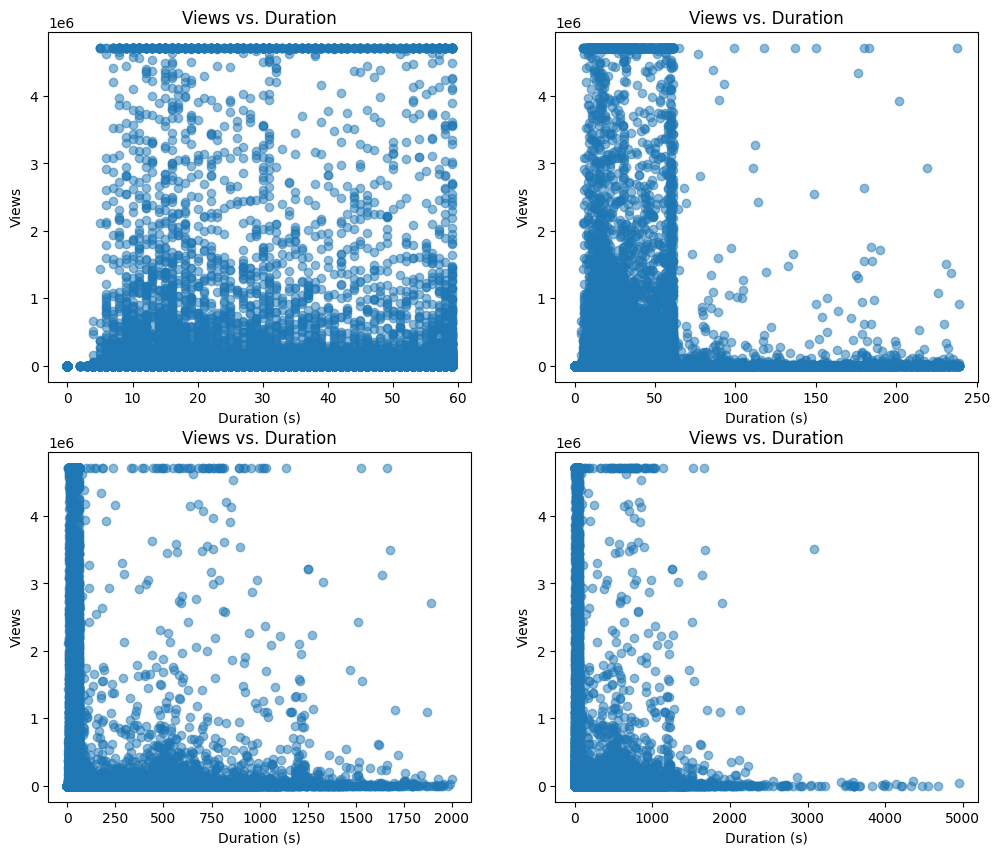 Views vs. Duration
1e6
Views
4
3
2
1
0
0 10 20 30 40 50 60
Duration (s)
Views vs. Duration
1e6
Views
4
3
2
1
0
0 50 100 150 200 250
Duration (s)
Views vs. Duration
1e6
Views
4
3
2
1
0
0 250 500 750 1000 1250 1500 1750 2000
Duration (s)
Views vs. Duration
1e6
Views
4
3
2
1
0
0 1000 2000 3000 4000 5000
Duration (s)